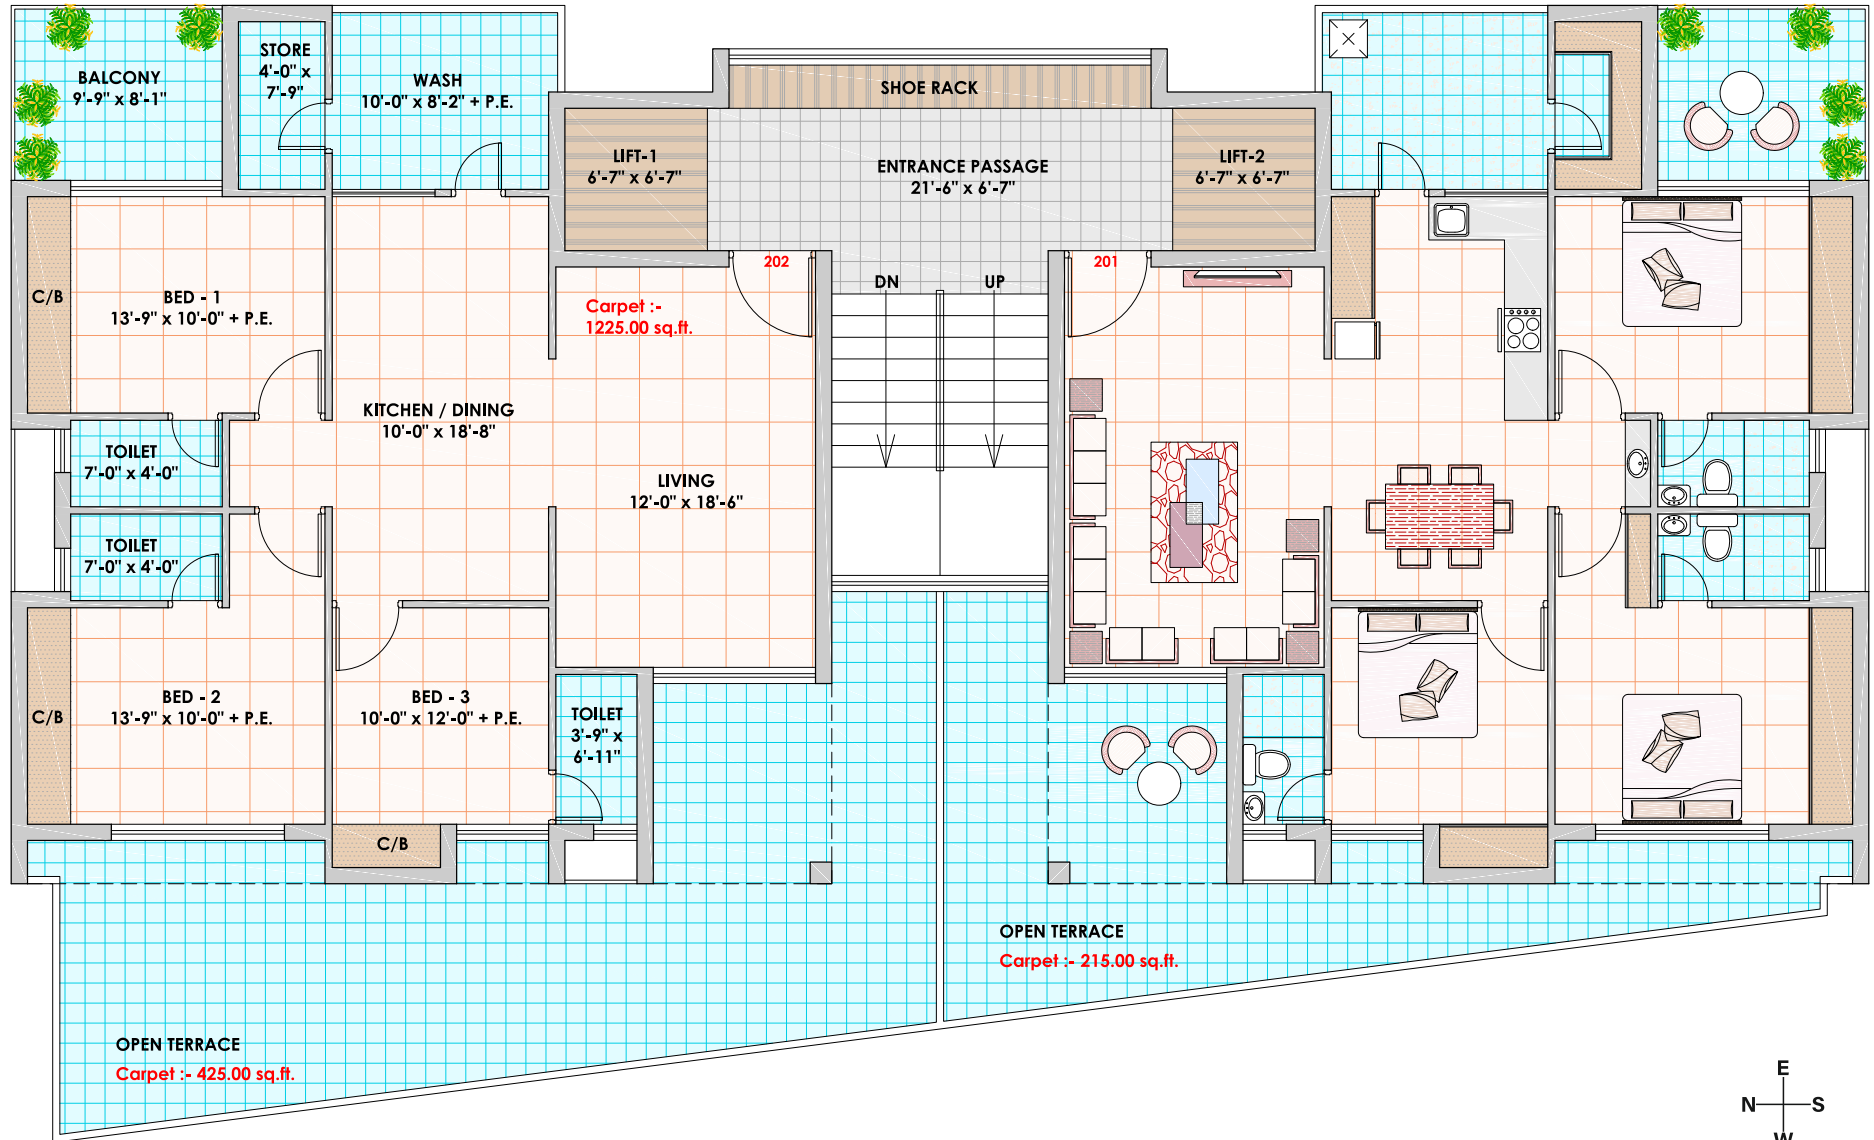 BALCONY
9'-9" x 8'-1"
STORE
4'-0" x
7'-9"
WASH
10'-0" x 8'-2" + P.E.
SHOE RACK
LIFT-1
6'-7" x 6'-7"
ENTRANCE PASSAGE
21'-6" x 6'-7"
LIFT-2
6'-7" x 6'-7"
202
201
DN
UP
C/B
BED - 1
13'-9" x 10'-0" + P.E.
Carpet :-
1225.00 sq.ft.
KITCHEN / DINING
10'-0" x 18'-8"
TOILET
7'-0" x 4'-0"
LIVING
12'-0" x 18'-6"
TOILET
7'-0" x 4'-0"
C/B
BED - 2
13'-9" x 10'-0" + P.E.
BED - 3
10'-0" x 12'-0" + P.E.
TOILET
3'-9" x
6'-11"
C/B
OPEN TERRACE
Carpet :- 215.00 sq.ft.
OPEN TERRACE
Carpet :- 425.00 sq.ft.
E
N S
W